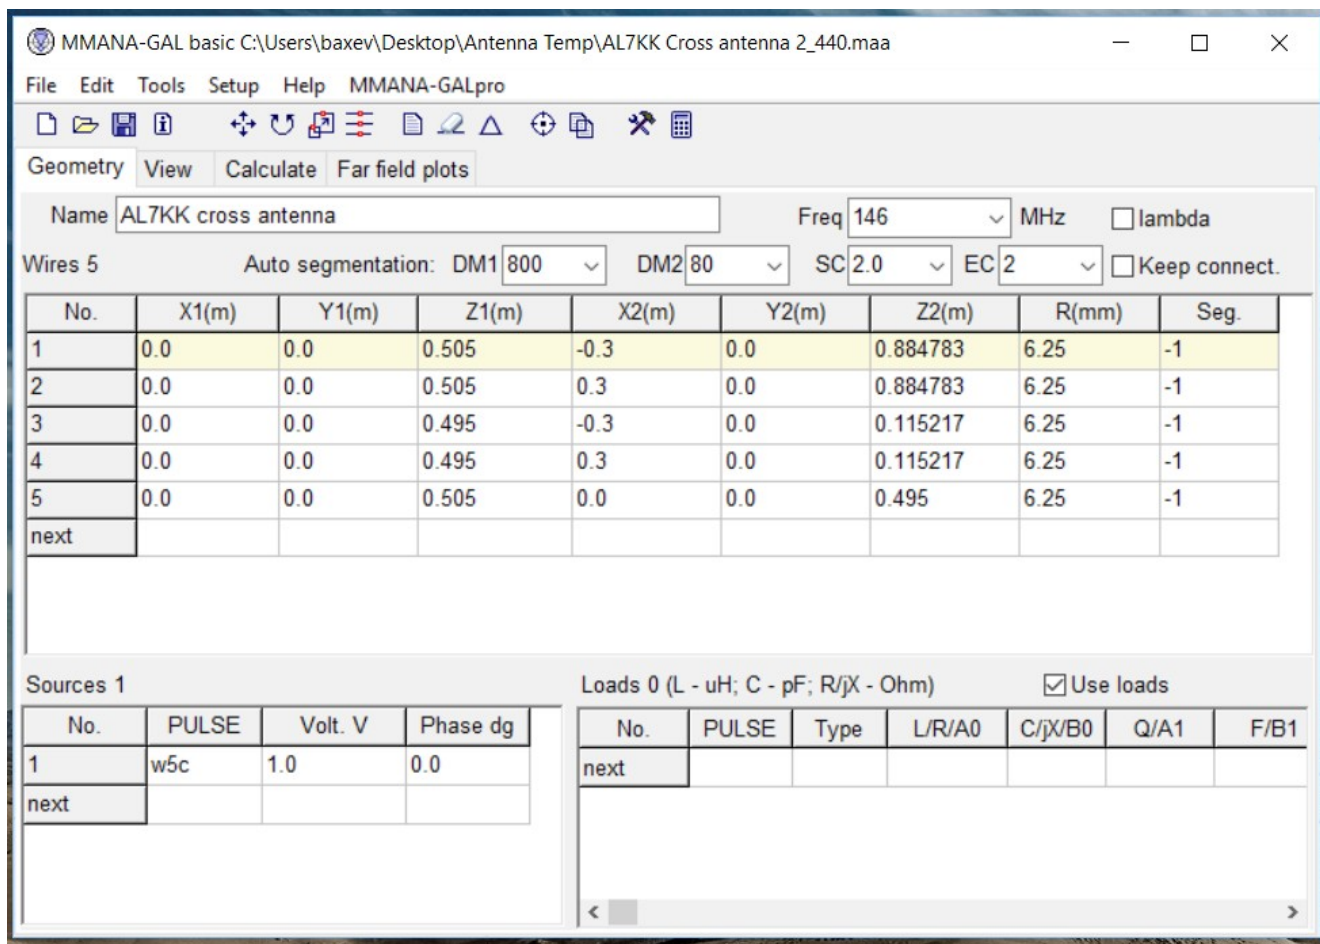 MMANA-GAL basic C:\Users\baxev\Desktop\Antenna Temp\AL7KK Cross antenna 2_440.maa
File Edit Tools Setup Help MMANA-GALpro
Geometry View Calculate Far field plots
Name AL7KK cross antenna Freq 146 MHz lambda
Wires 5 Auto segmentation: DM1 800 DM2 80 SC 2.0 EC 2 Keep connect.
No. X1(m) Y1(m) Z1(m) X2(m) Y2(m) Z2(m) R(mm) Seg.
1 0.0 0.0 0.505 -0.3 0.0 0.884783 6.25 -1
2 0.0 0.0 0.505 0.3 0.0 0.884783 6.25 -1
3 0.0 0.0 0.495 -0.3 0.0 0.115217 6.25 -1
4 0.0 0.0 0.495 0.3 0.0 0.115217 6.25 -1
5 0.0 0.0 0.505 0.0 0.0 0.495 6.25 -1
next
Sources 1 Loads 0 (L - uH; C - pF; R/jX - Ohm) Use loads
No. PULSE Volt. V Phase dg No. PULSE Type L/R/A0 C/jX/B0 Q/A1 F/B1
1 w5c 1.0 0.0 next
next